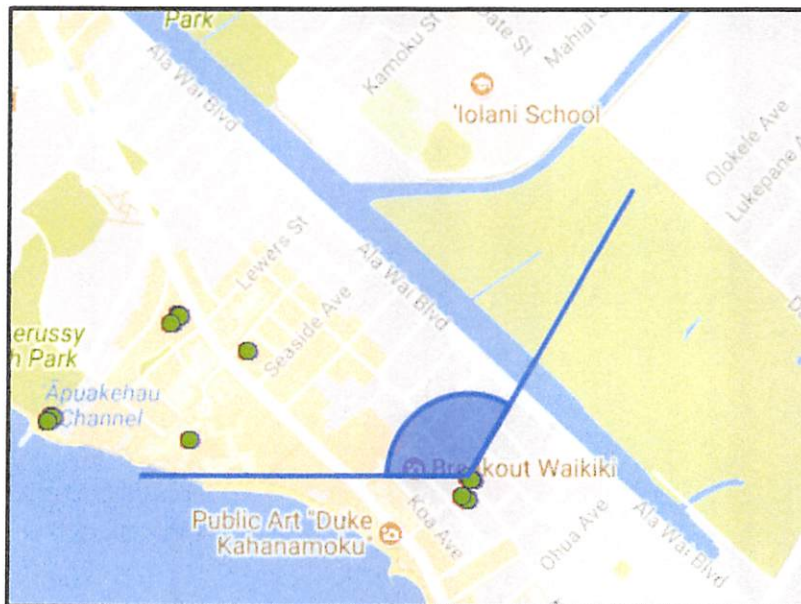 Park
Ala Wai Blvd
Kamoku St
ate St
Mahiai S
'Iolani School
Olokele Ave
Lukepane A
Lewers St
Seaside Ave
Ala Wai Blvd
erussy
h Park
Āpuakehau
Channel
Breakout Waikiki
Public Art "Duke
Kahanamoku"
Koa Ave
Ohua Ave
Ala Wai Blvd